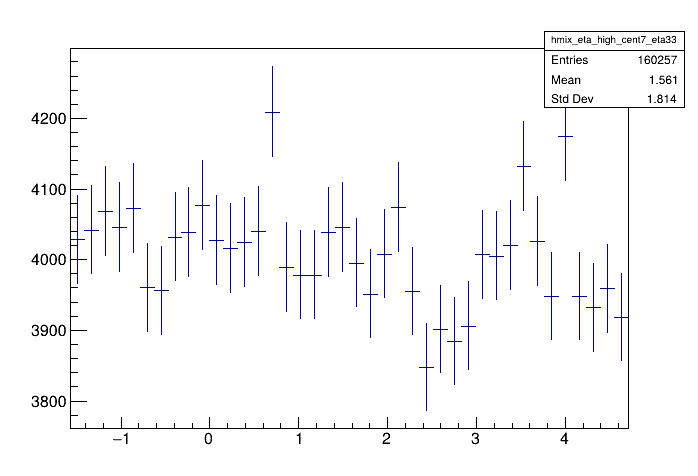 hmix_eta_high_cent7_eta33
Entries 160257
Mean 1.561
Std Dev 1.814
4200
4100
4000
3900
3800
−1 0 1 2 3 4